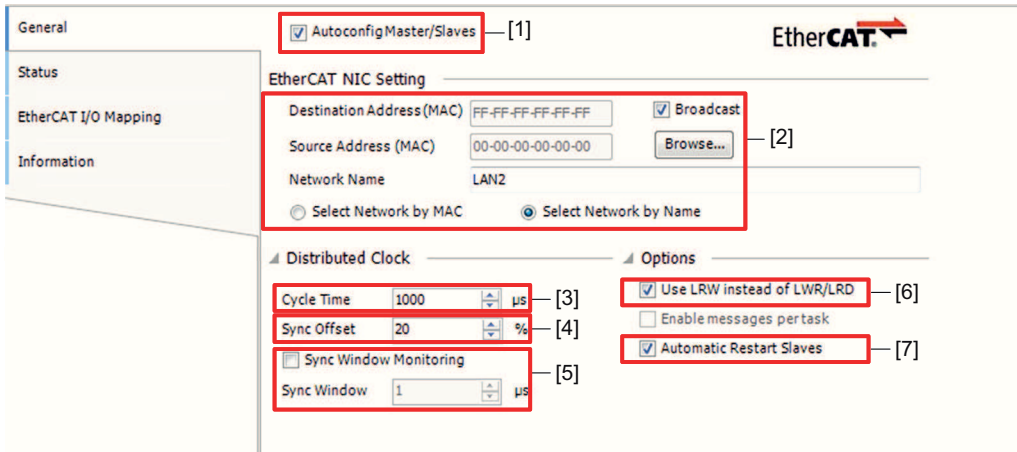 General
Status
EtherCAT I/O Mapping
Information
Autoconfig Master/Slaves
[1]
EtherCAT.
EtherCAT NIC Setting
Destination Address (MAC) FF-FF-FF-FF-FF-FF Broadcast
Source Address (MAC) 00-00-00-00-00-00 Browse...
[2]
Network Name LAN2
Select Network by MAC Select Network by Name
Distributed Clock
Cycle Time 1000 µs [3]
Sync Offset 20 % [4]
Sync Window Monitoring
[5]
Sync Window 1 µs
Options
Use LRW instead of LWR/LRD [6]
Enable messages per task
Automatic Restart Slaves [7]